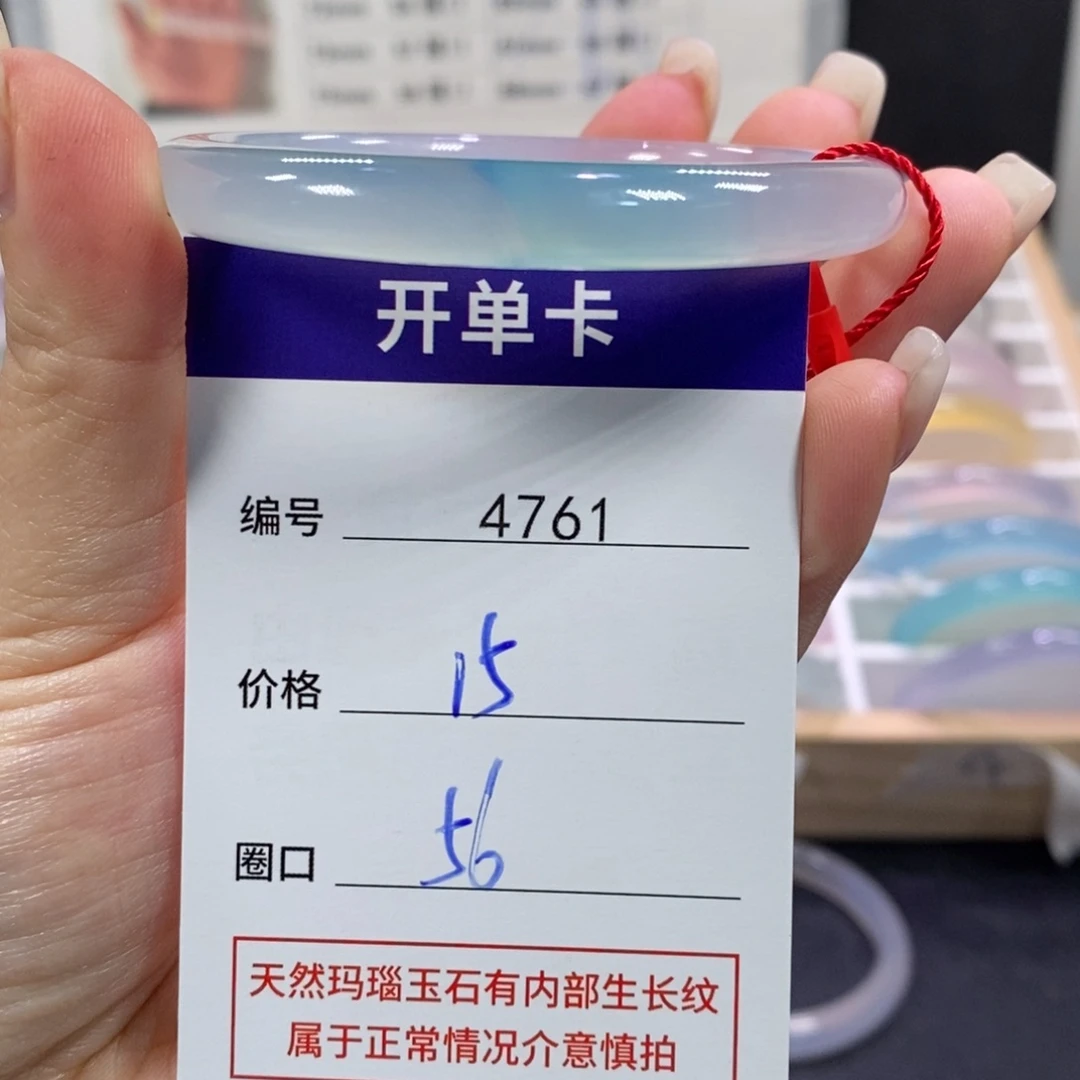 开单卡
编号 4761
价格 15
圈口 56
天然玛瑙玉石有内部生长纹
属于正常情况介意慎拍